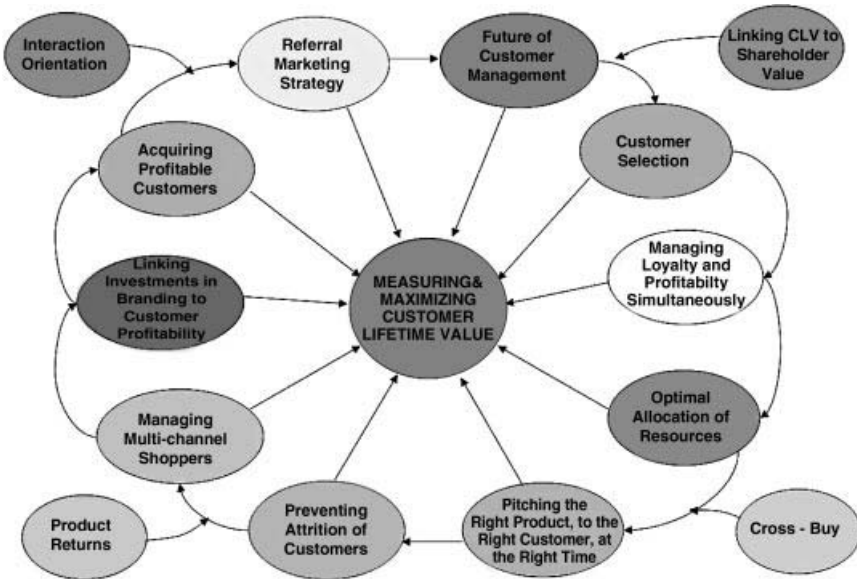 Interaction
Orientation
Referral
Marketing
Strategy
Future of
Customer
Management
Linking CLV to
Shareholder
Value
Acquiring
Profitable
Customers
Customer
Selection
Linking
Investments in
Branding to
Customer
Profitability
MEASURING&
MAXIMIZING
CUSTOMER
LIFETIME VALUE
Managing
Loyalty and
Profitabilty
Simultaneously
Managing
Multi-channel
Shoppers
Optimal
Allocation of
Resources
Product
Returns
Preventing
Attrition of
Customers
Pitching the
Right Product, to the
Right Customer, at
the Right Time
Cross - Buy